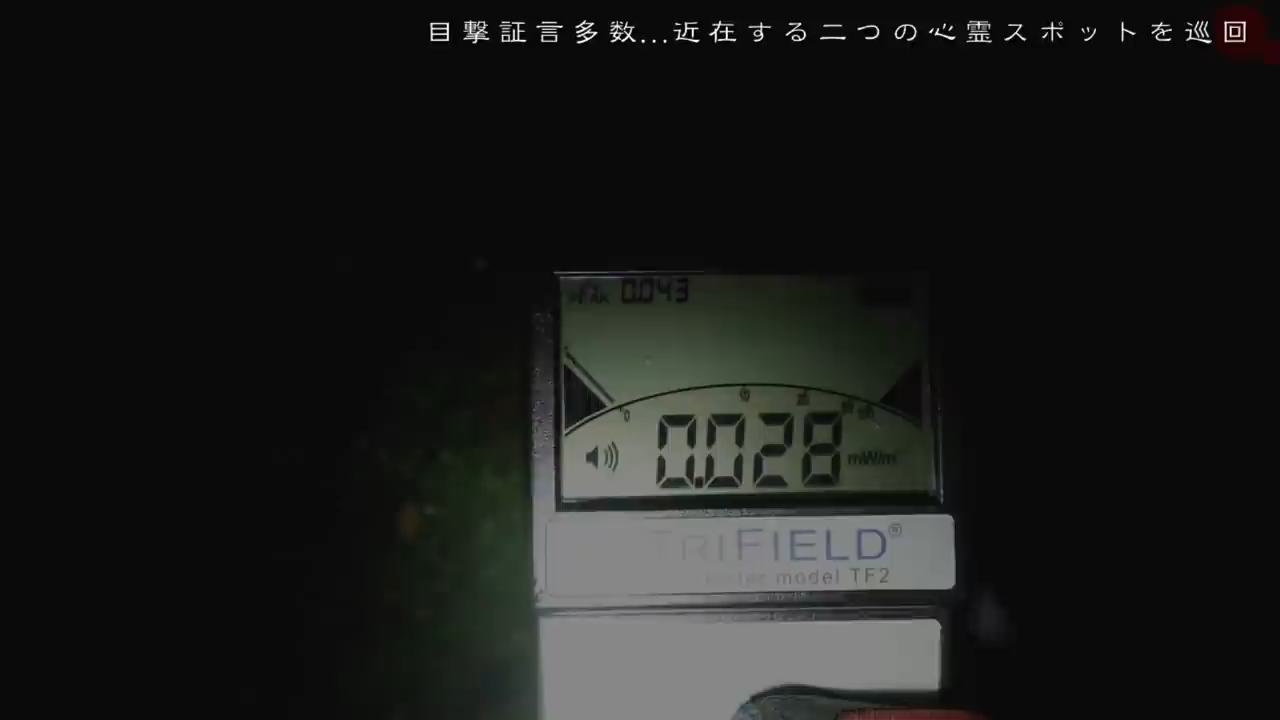 目撃証言多数...近在する二つの心霊スポットを巡回
PEAK 0.043
0.028 mW/m
TRIFIELD®
meter model TF2